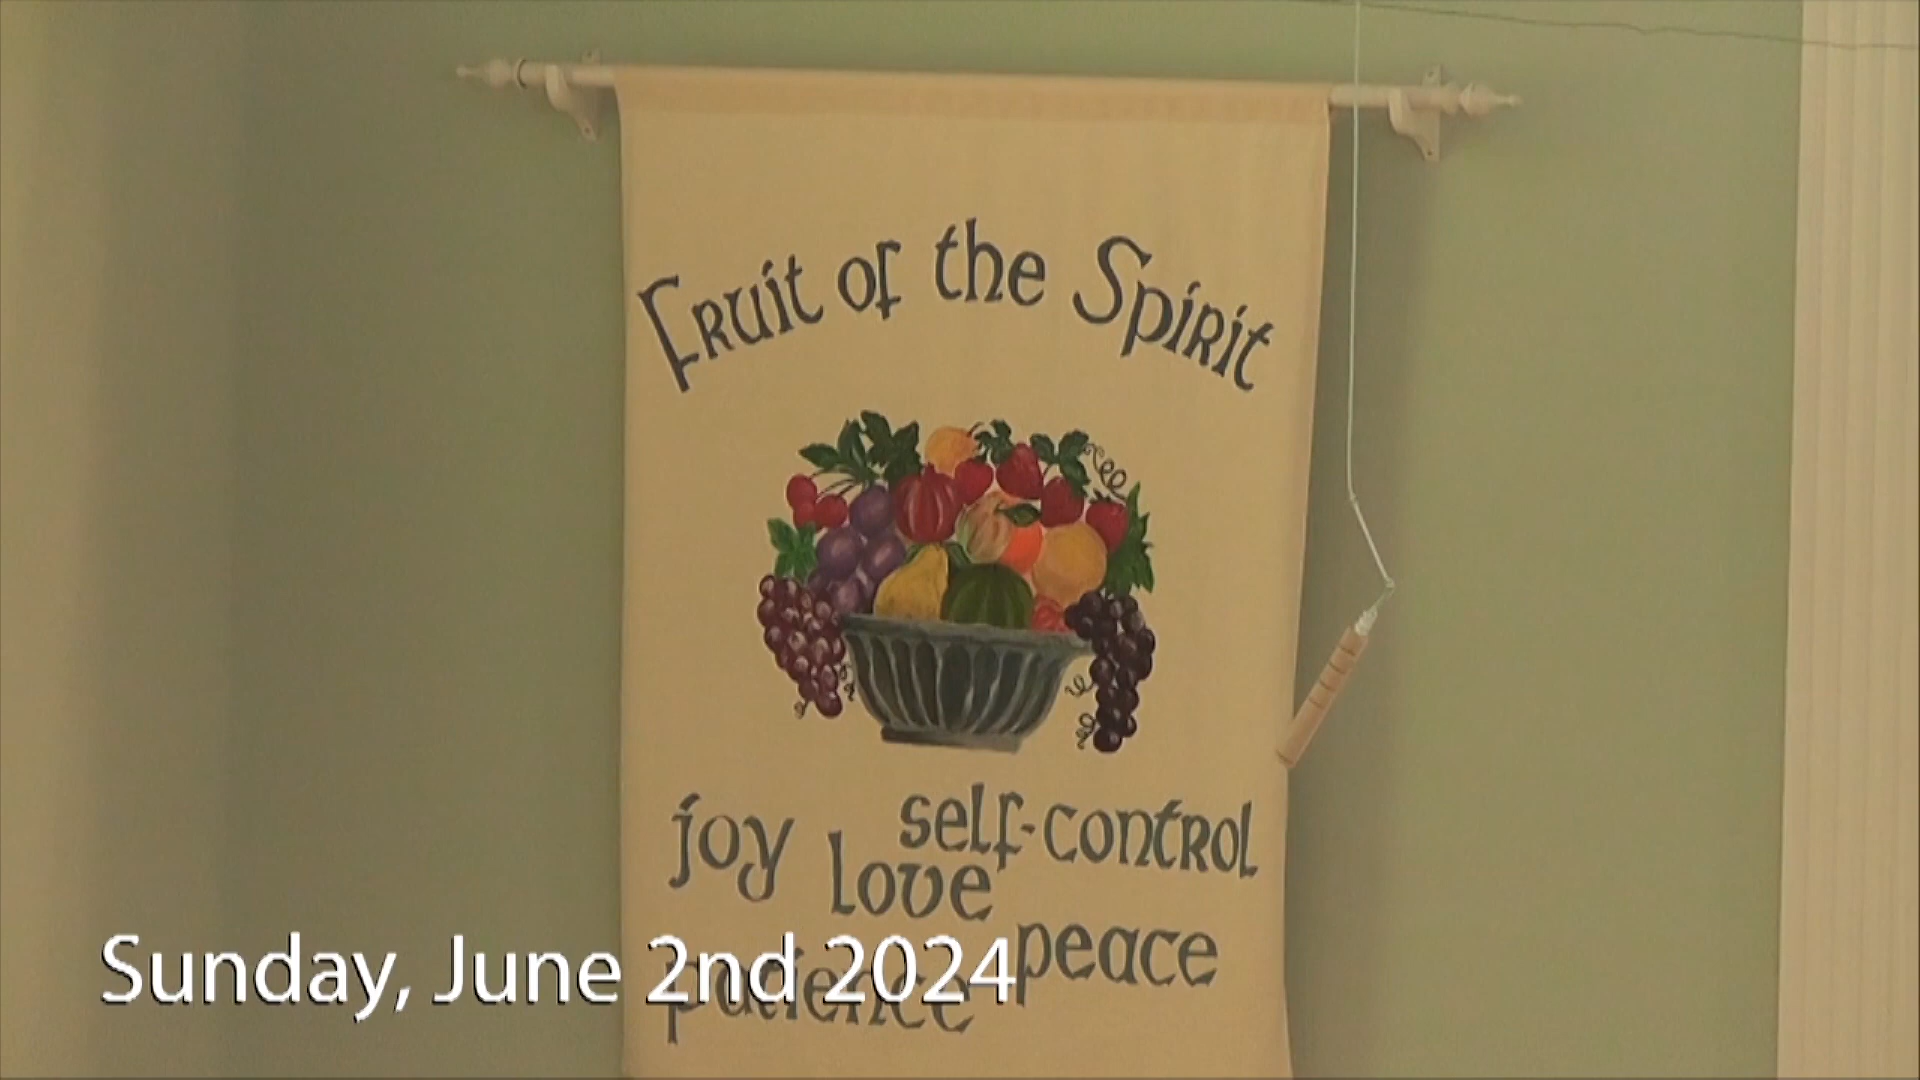 Fruit of the Spirit
joy
self-control
love
peace
patience
Sunday, June 2nd 2024